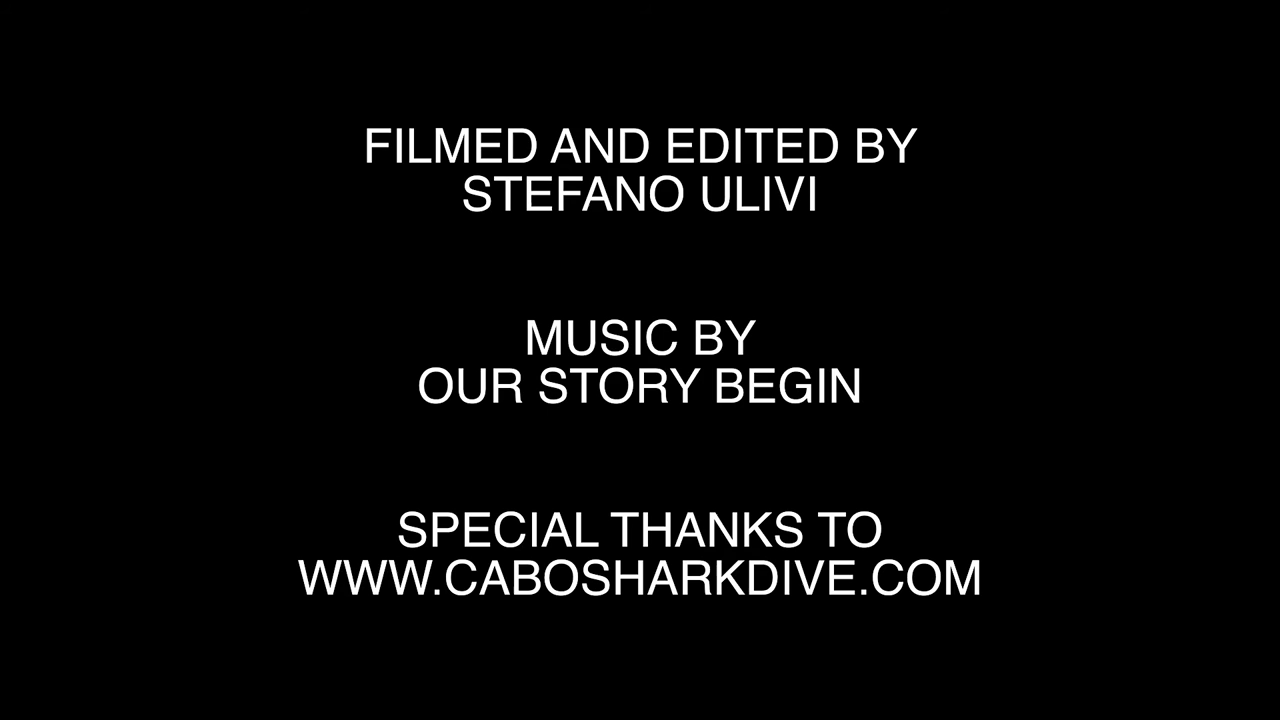 FILMED AND EDITED BY
STEFANO ULIVI
MUSIC BY
OUR STORY BEGIN
SPECIAL THANKS TO
WWW.CABOSHARKDIVE.COM